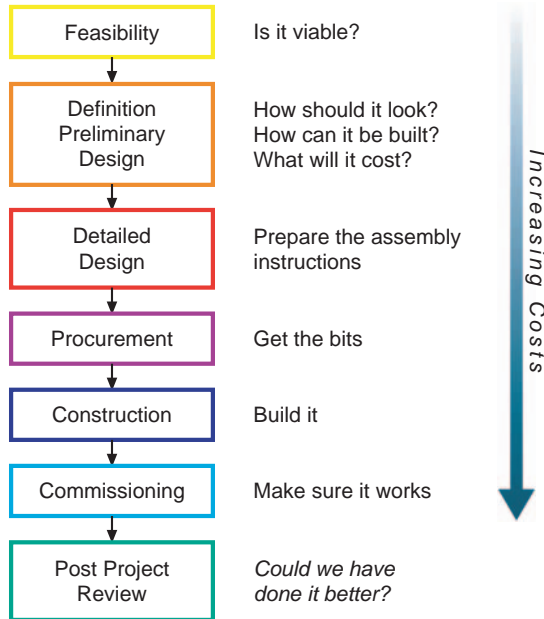 Feasibility
Is it viable?
Definition
Preliminary
Design
How should it look?
How can it be built?
What will it cost?
Detailed
Design
Prepare the assembly
instructions
Procurement
Get the bits
Construction
Build it
Commissioning
Make sure it works
Post Project
Review
Could we have
done it better?
Increasing Costs